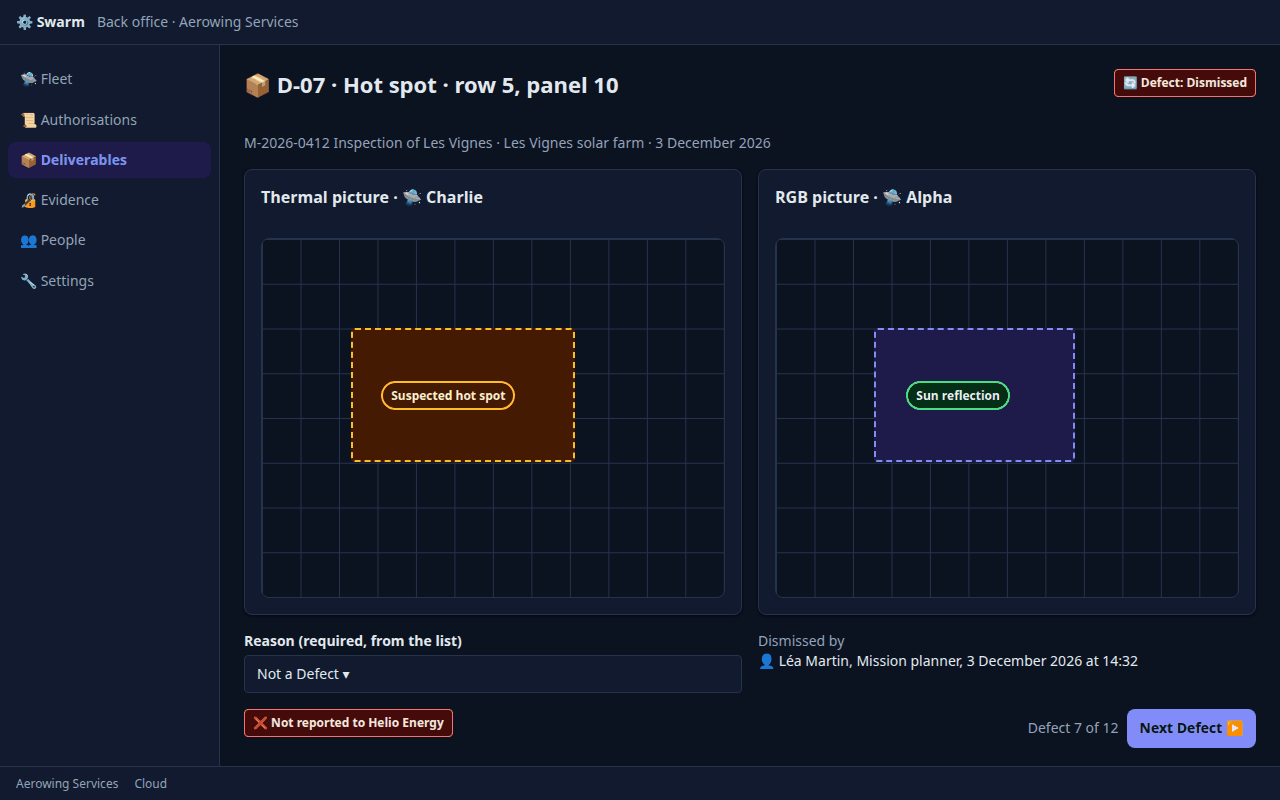 ⚙️ Swarm Back office · Aerowing Services
🛸 Fleet
📜 Authorisations
📦 Deliverables
🔏 Evidence
👥 People
🔧 Settings
📦 D-07 · Hot spot · row 5, panel 10
🔄 Defect: Dismissed
M-2026-0412 Inspection of Les Vignes · Les Vignes solar farm · 3 December 2026
Thermal picture · 🛸 Charlie
Suspected hot spot
RGB picture · 🛸 Alpha
Sun reflection
Reason (required, from the list)
Not a Defect ▾
Dismissed by
👤 Léa Martin, Mission planner, 3 December 2026 at 14:32
❌ Not reported to Helio Energy
Defect 7 of 12
Next Defect ▶️
Aerowing Services Cloud